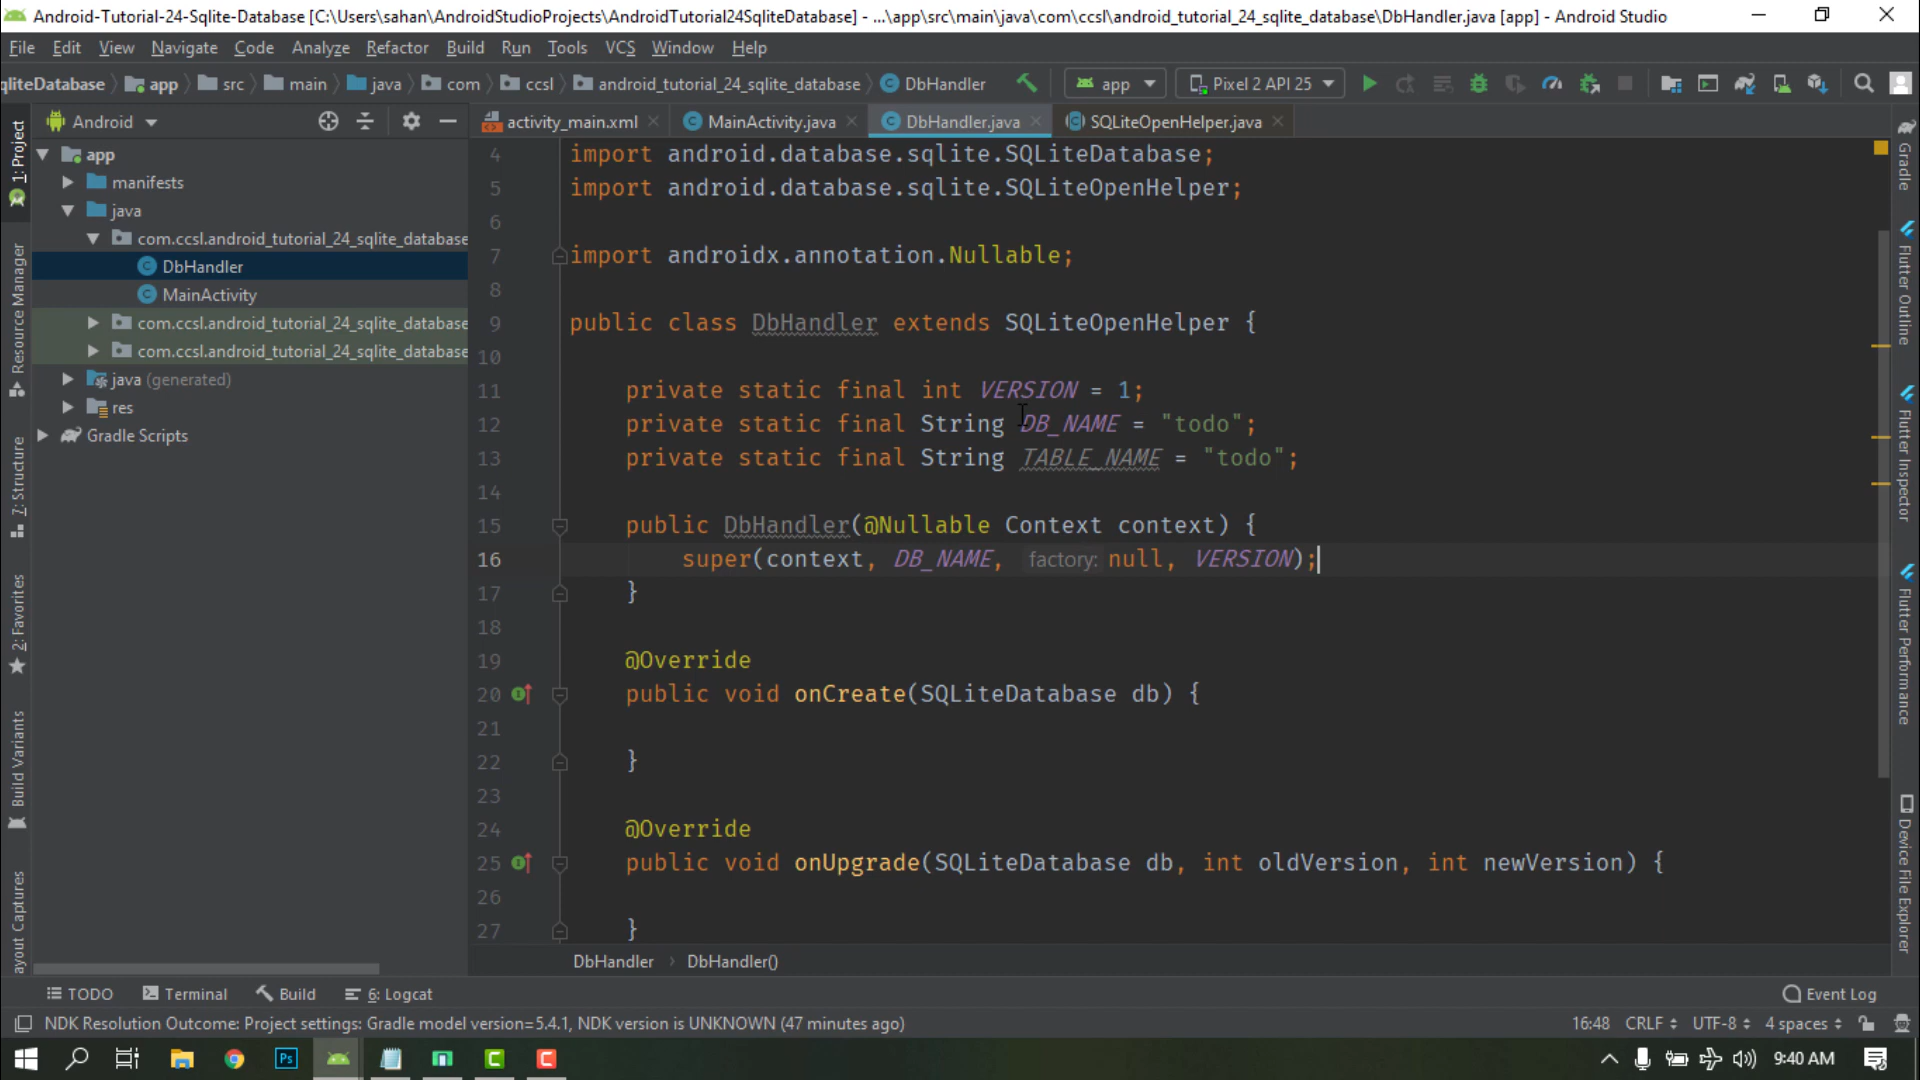 Android-Tutorial-24-Sqlite-Database [C:\Users\sahan\AndroidStudioProjects\AndroidTutorial24SqliteDatabase] - ...\app\src\main\java\com\ccsl\android_tutorial_24_sqlite_database\DbHandler.java [app] - Android Studio
File Edit View Navigate Code Analyze Refactor Build Run Tools VCS Window Help
qliteDatabase app src main java com ccsl android_tutorial_24_sqlite_database DbHandler app Pixel 2 API 25
Android
activity_main.xml MainActivity.java DbHandler.java SQLiteOpenHelper.java
app
manifests
java
com.ccsl.android_tutorial_24_sqlite_database
DbHandler
MainActivity
com.ccsl.android_tutorial_24_sqlite_database
com.ccsl.android_tutorial_24_sqlite_database
java (generated)
res
Gradle Scripts
1: Project
Resource Manager
7: Structure
2: Favorites
Build Variants
ayout Captures
4 import android.database.sqlite.SQLiteDatabase;
5 import android.database.sqlite.SQLiteOpenHelper;
6
7 import androidx.annotation.Nullable;
8
9 public class DbHandler extends SQLiteOpenHelper {
10
11 private static final int VERSION = 1;
12 private static final String DB_NAME = "todo";
13 private static final String TABLE_NAME = "todo";
14
15 public DbHandler(@Nullable Context context) {
16 super(context, DB_NAME, factory: null, VERSION);
17 }
18
19 @Override
20 public void onCreate(SQLiteDatabase db) {
21
22 }
23
24 @Override
25 public void onUpgrade(SQLiteDatabase db, int oldVersion, int newVersion) {
26
27 }
DbHandler DbHandler()
Gradle
Flutter Outline
Flutter Inspector
Flutter Performance
Device File Explorer
TODO Terminal Build 6: Logcat Event Log
NDK Resolution Outcome: Project settings: Gradle model version=5.4.1, NDK version is UNKNOWN (47 minutes ago) 16:48 CRLF UTF-8 4 spaces
Ps C C 9:40 AM